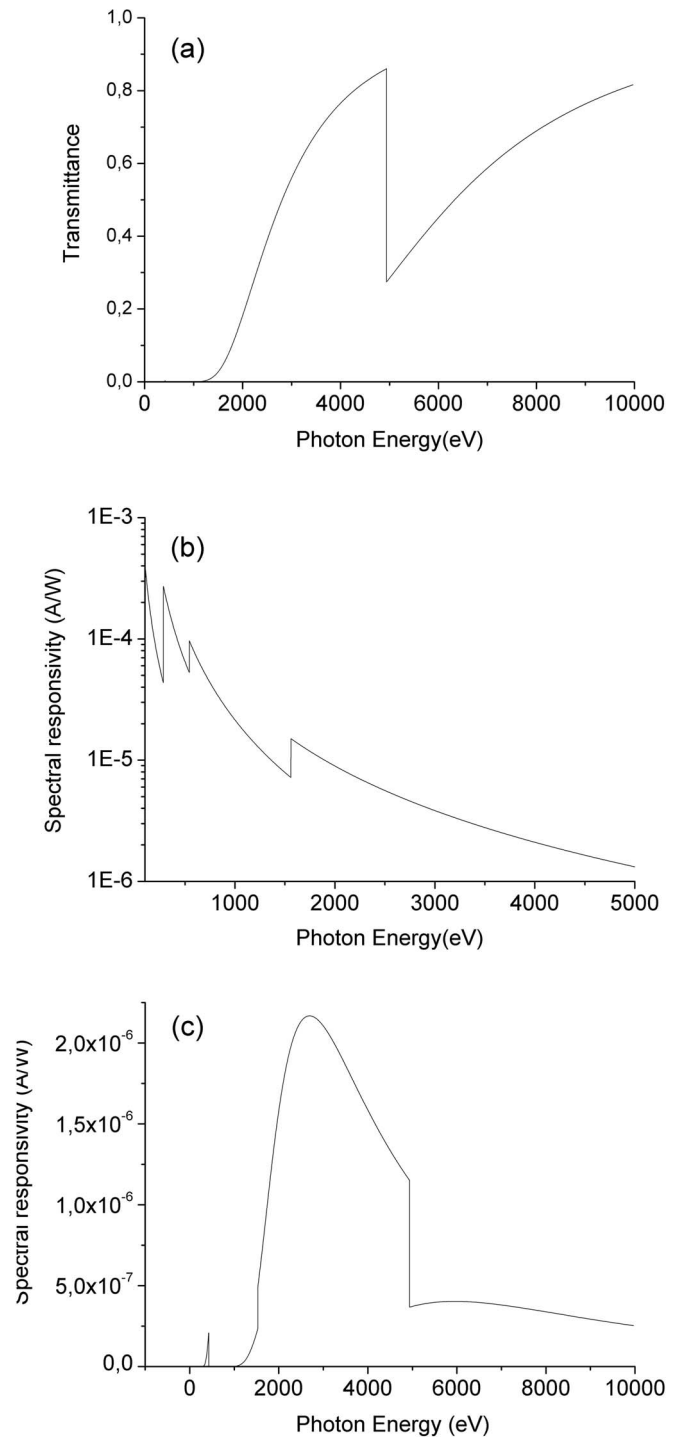 (a)
Transmittance
1,0
0,8
0,6
0,4
0,2
0,0
0 2000 4000 6000 8000 10000
Photon Energy(eV)
(b)
Spectral responsivity (A/W)
1E-3
1E-4
1E-5
1E-6
1000 2000 3000 4000 5000
Photon Energy(eV)
(c)
Spectral responsivity (A/W)
2,0x10⁻⁶
1,5x10⁻⁶
1,0x10⁻⁶
5,0x10⁻⁷
0,0
0 2000 4000 6000 8000 10000
Photon Energy (eV)